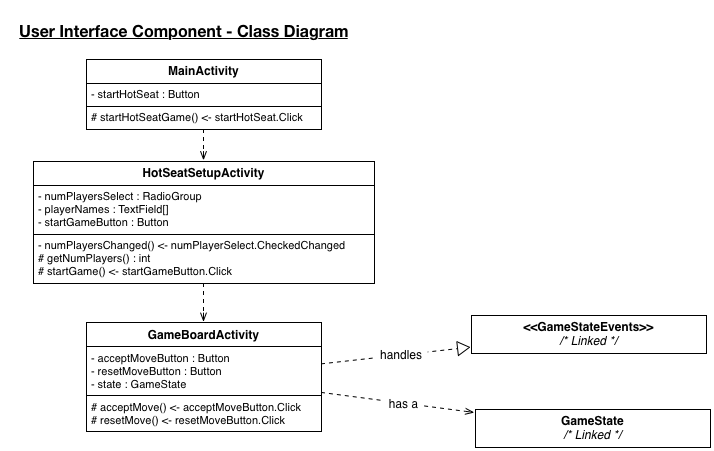 User Interface Component - Class Diagram
MainActivity
- startHotSeat : Button
# startHotSeatGame() <- startHotSeat.Click
HotSeatSetupActivity
- numPlayersSelect : RadioGroup
- playerNames : TextField[]
- startGameButton : Button
- numPlayersChanged() <- numPlayerSelect.CheckedChanged
# getNumPlayers() : int
# startGame() <- startGameButton.Click
GameBoardActivity
- acceptMoveButton : Button
- resetMoveButton : Button
- state : GameState
# acceptMove() <- acceptMoveButton.Click
# resetMove() <- resetMoveButton.Click
handles
<<GameStateEvents>>
/* Linked */
has a
GameState
/* Linked */